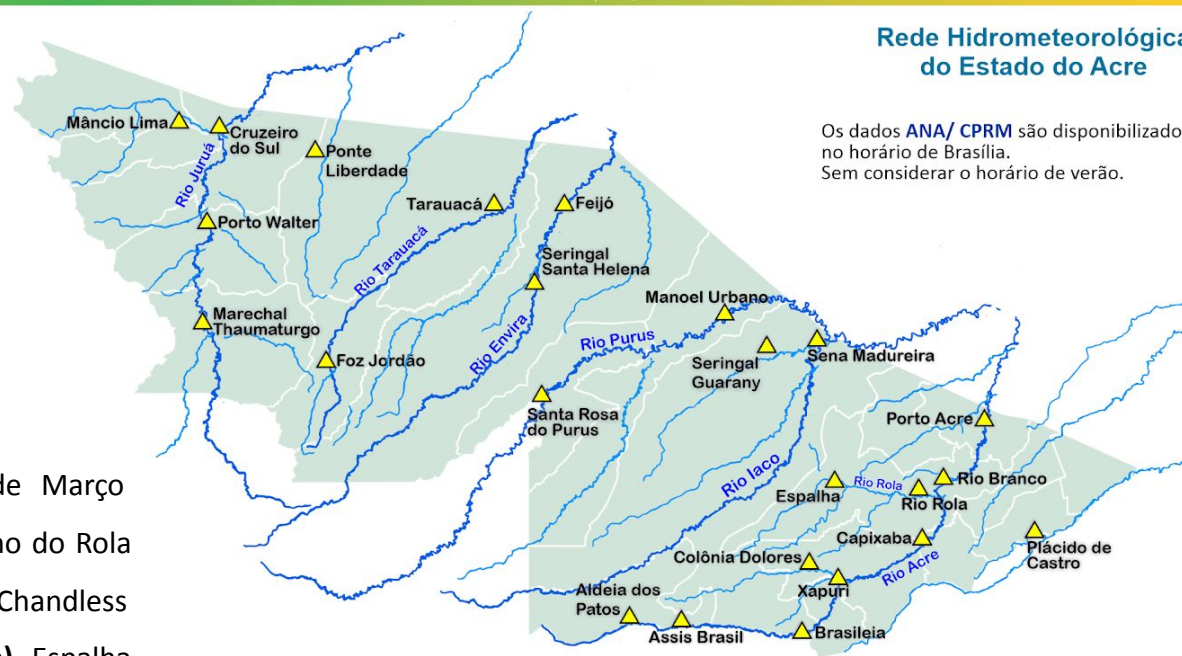 Rede Hidrometeorológica
do Estado do Acre
Os dados ANA/ CPRM são disponibilizado
no horário de Brasília.
Sem considerar o horário de verão.
Mâncio Lima
Cruzeiro
do Sul
Ponte
Liberdade
Rio Juruá
Porto Walter
Tarauacá
Feijó
Rio Tarauacá
Seringal
Santa Helena
Marechal
Thaumaturgo
Foz Jordão
Rio Envira
Manoel Urbano
Rio Purus
Seringal
Guarany
Sena Madureira
Santa Rosa
do Purus
Porto Acre
Rio Iaco
Espalha
Rio Rola
Rio Branco
Rio Rola
Capixaba
Plácido de
Castro
Colônia Dolores
Rio Acre
Xapuri
Aldeia dos
Patos
Assis Brasil
Brasileia
de Março
no do Rola
Chandless
Espalha